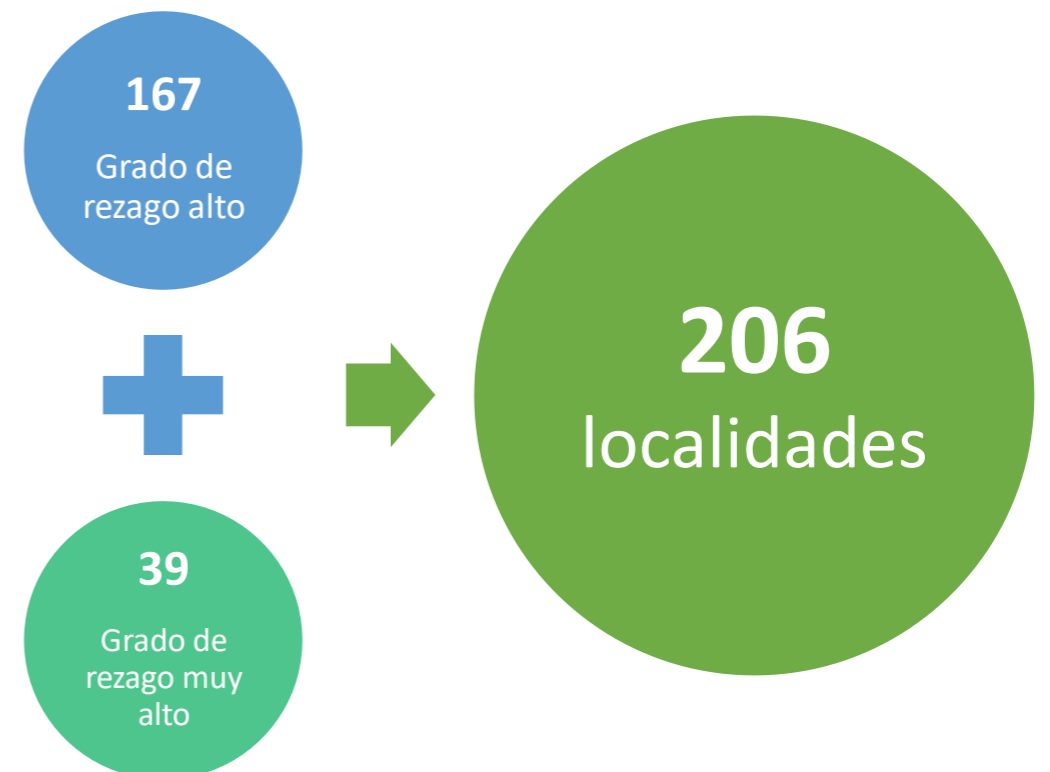 167
Grado de
rezago alto
39
Grado de
rezago muy
alto
206
localidades